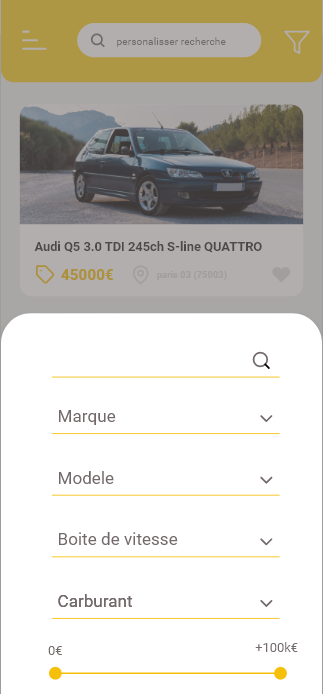 personalisser recherche
Audi Q5 3.0 TDI 245ch S-line QUATTRO
45000€ paris 03 (75003)
Marque
Modele
Boite de vitesse
Carburant
0€ +100k€